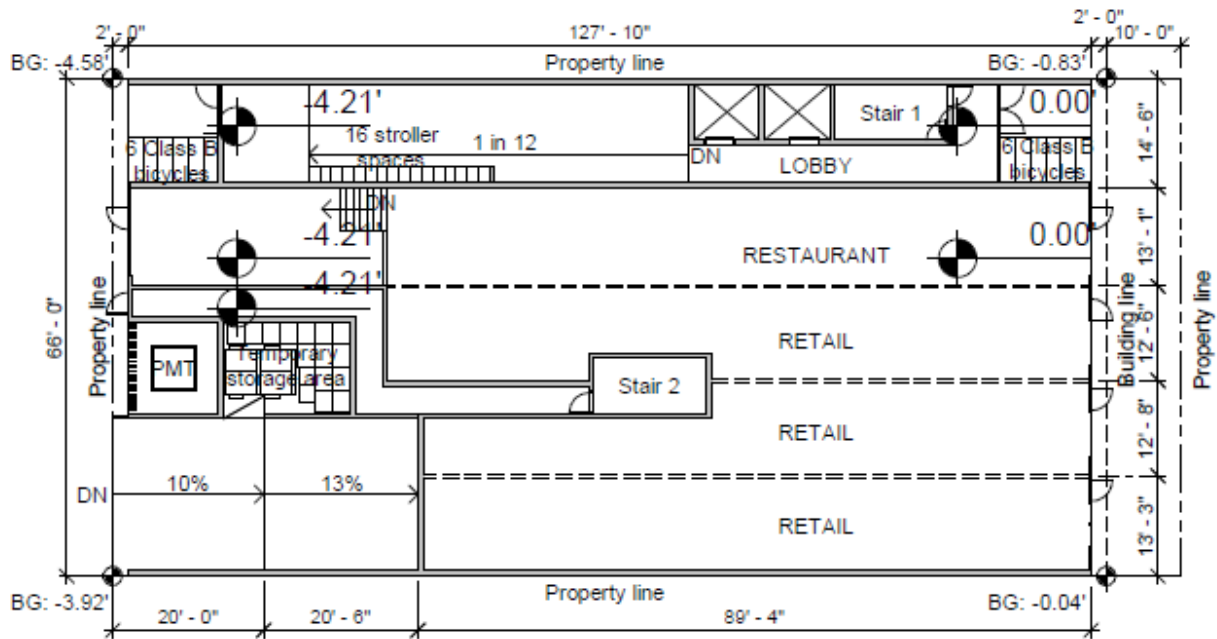 2' - 0"
127' - 10"
2' - 0"
10' - 0"
BG: -4.58'
Property line
BG: -0.83'
-4.21'
Stair 1
0.00'
16 stroller
spaces
1 in 12
6 Class B
bicycles
DN
LOBBY
6 Class B
bicycles
14' - 6"
DN
-4.21'
0.00'
RESTAURANT
13' - 1"
-4.21'
66' - 0"
Property line
Building line
Property line
RETAIL
12' - 6"
PMT
Temporary
storage area
Stair 2
RETAIL
12' - 8"
10%
13%
DN
RETAIL
13' - 3"
BG: -3.92'
Property line
BG: -0.04'
20' - 0"
20' - 6"
89' - 4"